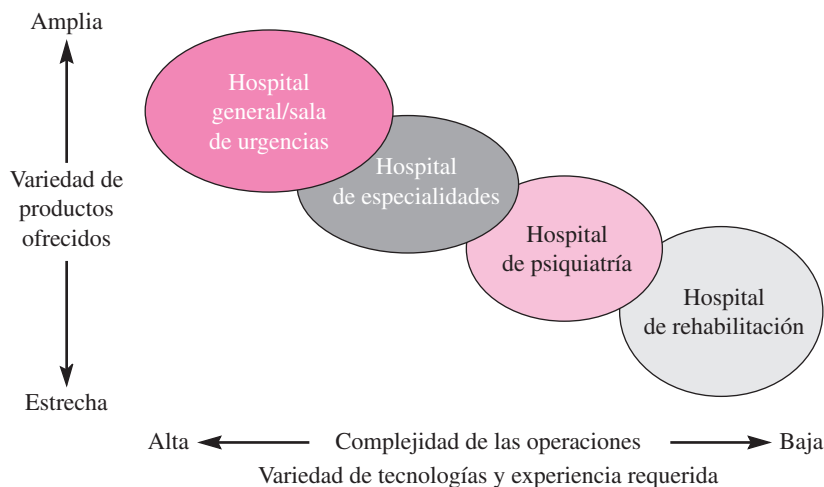 Amplia
Hospital
general/sala
de urgencias
Hospital
de especialidades
Variedad de
productos
ofrecidos
Hospital
de psiquiatría
Hospital
de rehabilitación
Estrecha
Alta
Complejidad de las operaciones
Baja
Variedad de tecnologías y experiencia requerida